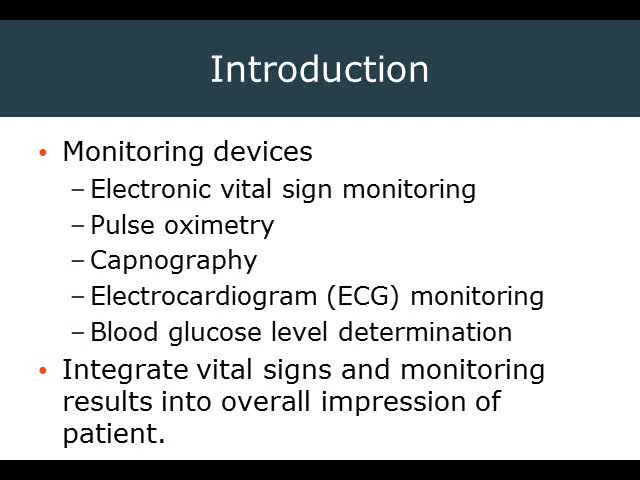 Introduction
• Monitoring devices
– Electronic vital sign monitoring
– Pulse oximetry
– Capnography
– Electrocardiogram (ECG) monitoring
– Blood glucose level determination
• Integrate vital signs and monitoring
results into overall impression of
patient.